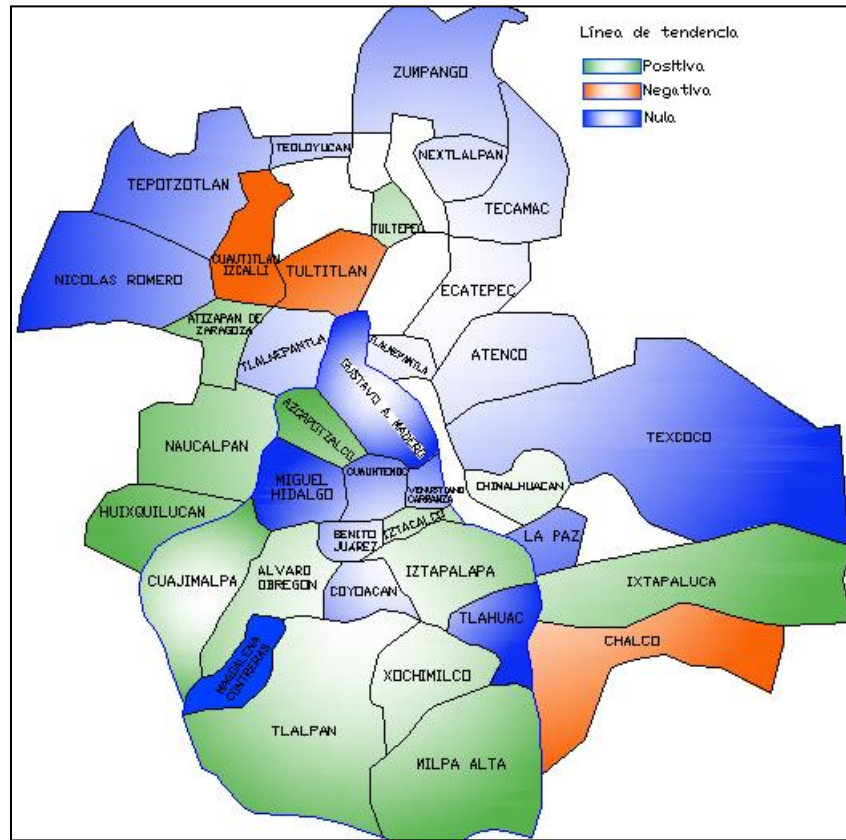 Línea de tendencia
Positiva
Negativa
Nula
ZUMPANGO
TEOLOYUCAN
NEXTLALPAN
TEPOTZOTLAN
TECAMAC
TULTEPEC
CUAUTITLAN
IZCALLI
TULTITLAN
NICOLAS ROMERO
ECATEPEC
ATIZAPAN DE
ZARAGOZA
TLALNEPANTLA
TLALNEPANTLA
ATENCO
GUSTAVO A. MADERO
AZCAPOTZALCO
TEXCOCO
NAUCALPAN
CUAUHTEMOC
MIGUEL
HIDALGO
VENUSTIANO
CARRANZA
CHINALHUACAN
HUIXQUILUCAN
IZTACALCO
BENITO
JUÁREZ
LA PAZ
CUAJIMALPA
ALVARO
OBREGON
IZTAPALAPA
IXTAPALUCA
COYOACAN
TLAHUAC
CHALCO
MAGDALENA
CONTRERAS
XOCHIMILCO
TLALPAN
MILPA ALTA